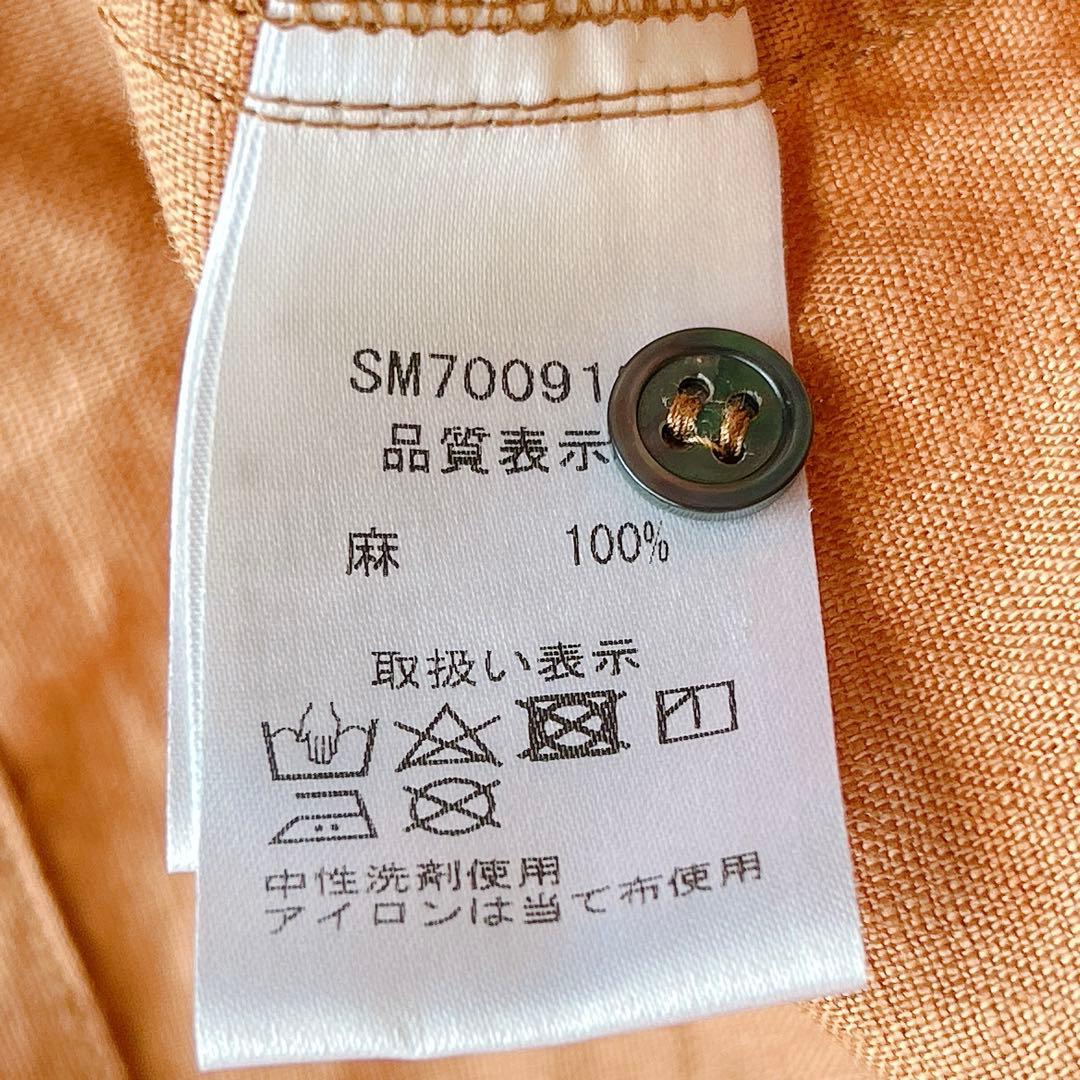 SM70091
品質表示
麻 100%
取扱い表示
中性洗剤使用
アイロンは当て布使用